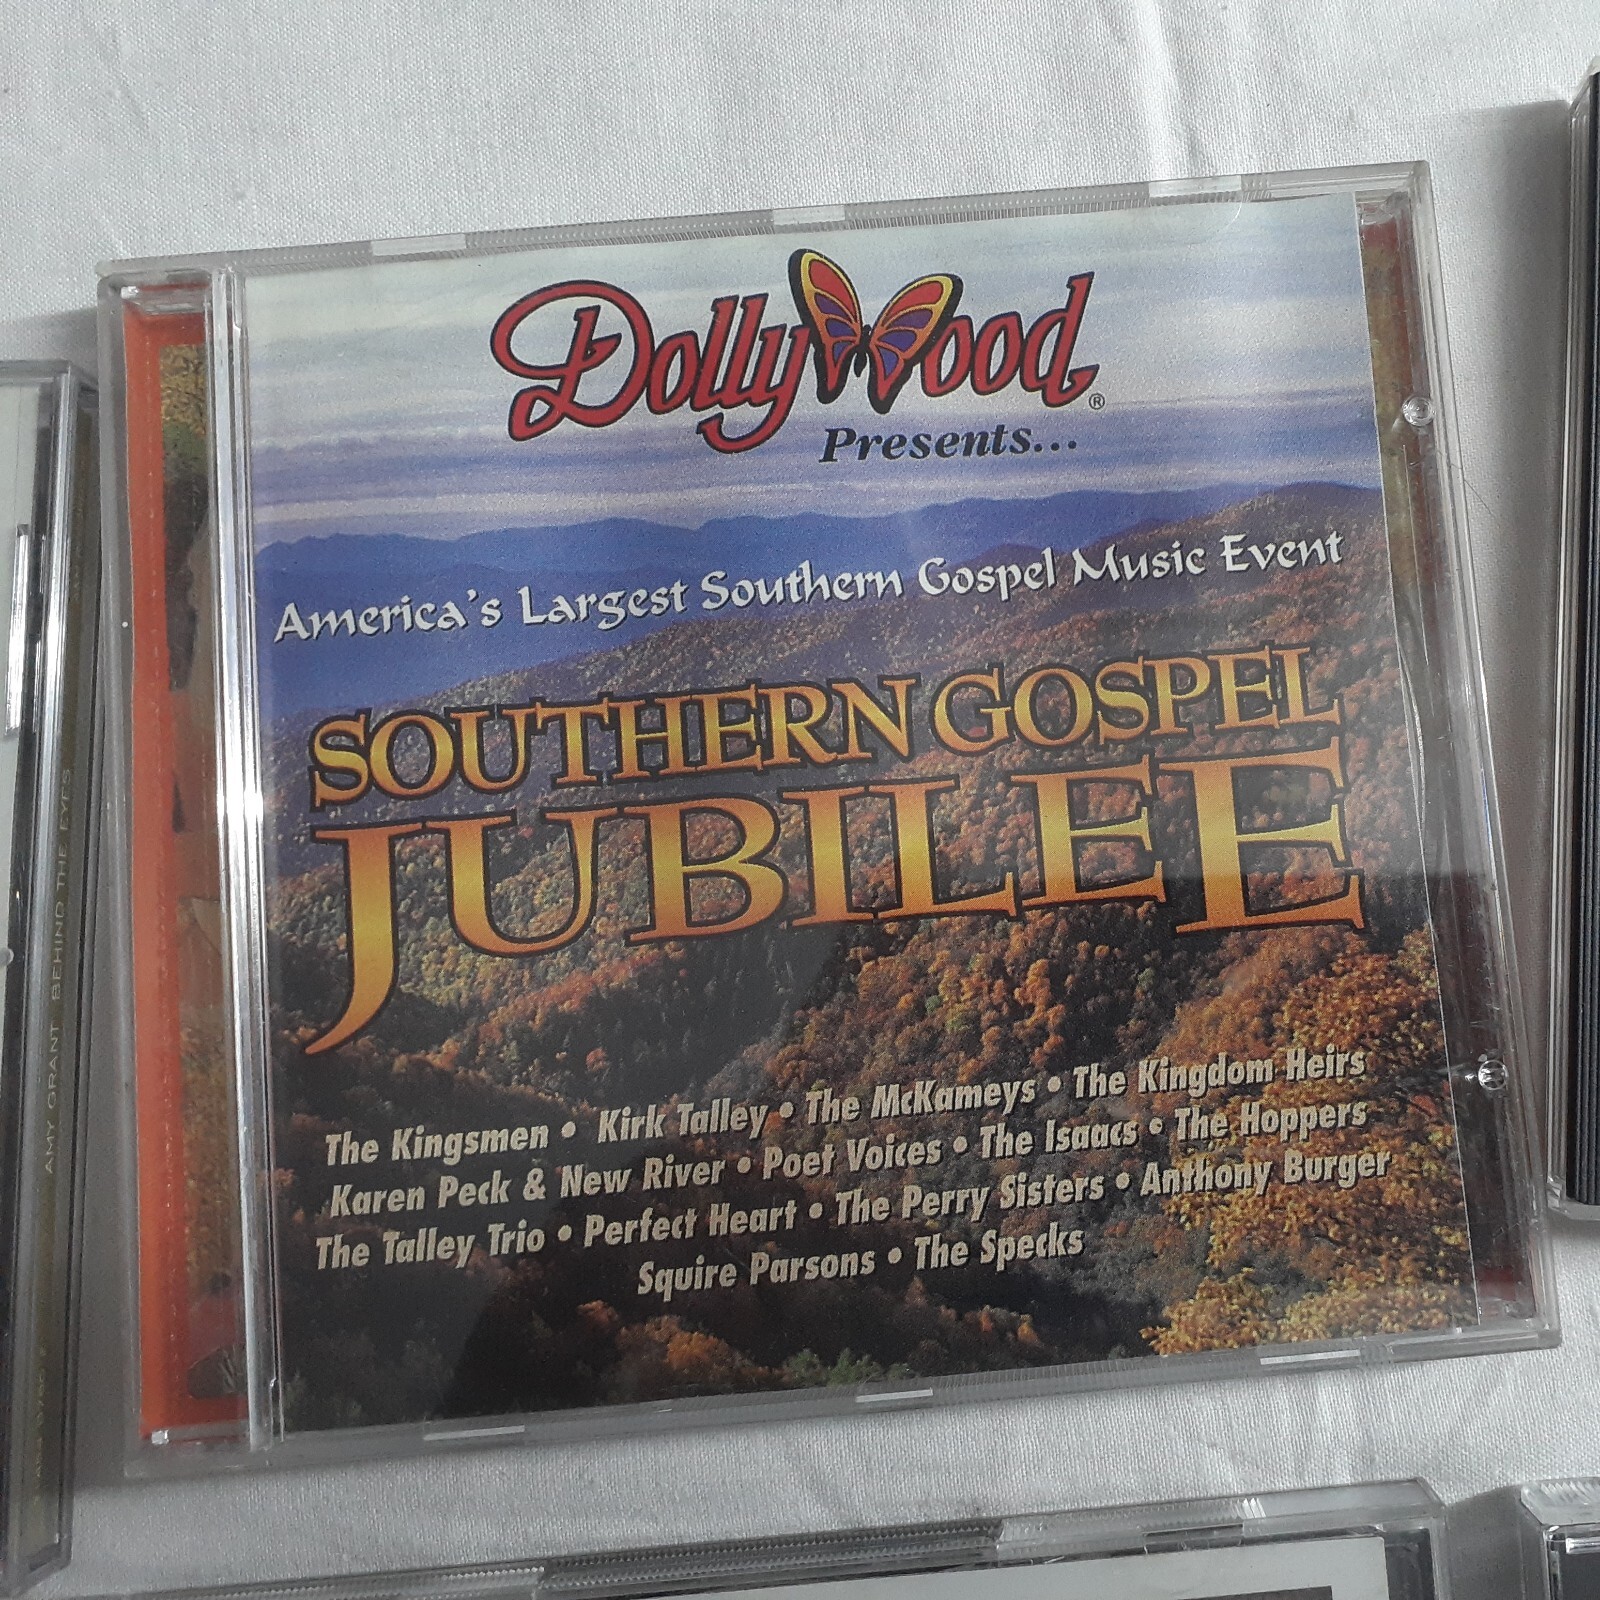 DollyWood®
Presents...
America's Largest Southern Gospel Music Event
SOUTHERN GOSPEL
JUBILEE
The Kingsmen • Kirk Talley • The McKameys • The Kingdom Heirs
Karen Peck & New River • Poet Voices • The Isaacs • The Hoppers
The Talley Trio • Perfect Heart • The Perry Sisters • Anthony Burger
Squire Parsons • The Specks
AMY GRANT BEHIND THE EYES